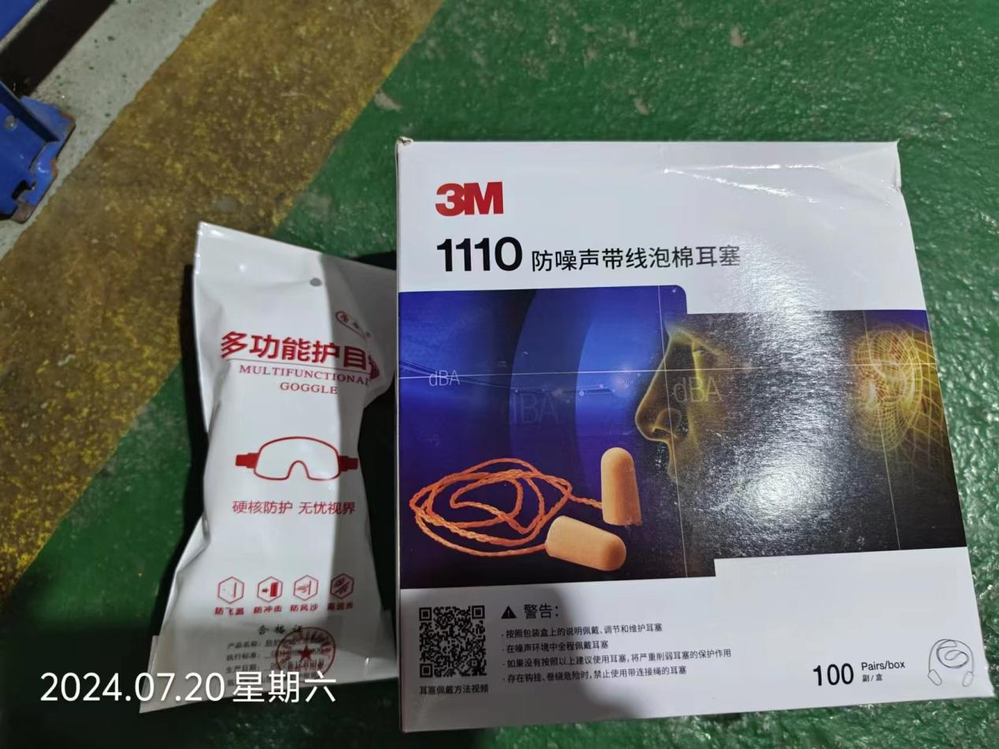 多功能护目
MULTIFUNCTIONAL
GOGGLE
硬核防护 无忧视界
防飞溅
防冲击
防风沙
合格证
产品名称:
执行标准:
生产日期:
3M
1110 防噪声带线泡棉耳塞
dBA
dBA
dBA
警告:
·按照包装盒上的说明佩戴、调节和维护耳塞
·在噪声环境中全程佩戴耳塞
·如果没有按照以上建议使用耳塞,将严重削弱耳塞的保护作用
·存在钩挂、卷绕危险时,禁止使用带连接绳的耳塞
耳塞佩戴方法视频
100 Pairs/box
副/盒
2024.07.20 星期六